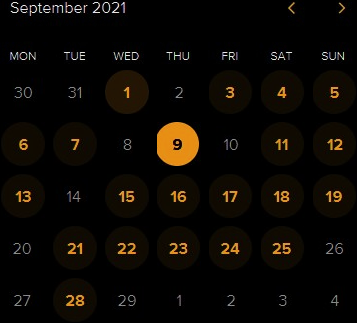 September 2021
MON TUE WED THU FRI SAT SUN
30 31 1 2 3 4 5
6 7 8 9 10 11 12
13 14 15 16 17 18 19
20 21 22 23 24 25 26
27 28 29 1 2 3 4